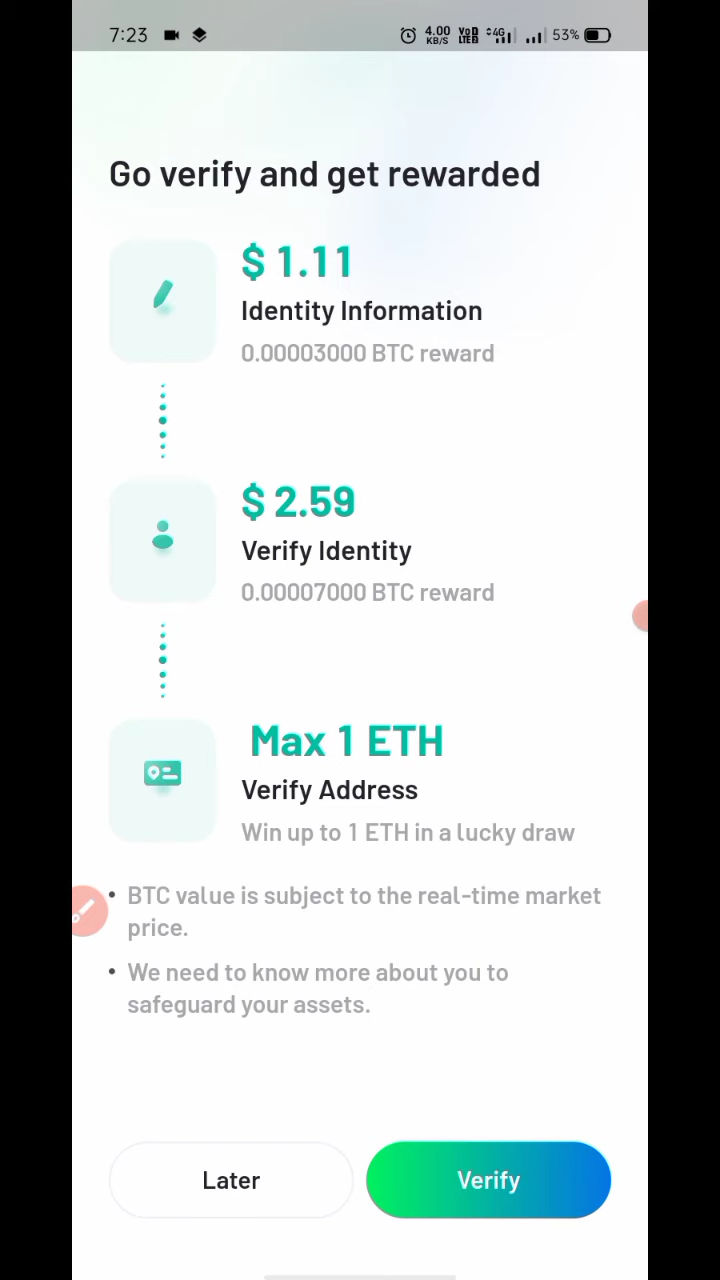 7:23 4.00 KB/S VoD LTE2 4G 53%
Go verify and get rewarded
$ 1.11
Identity Information
0.00003000 BTC reward
$ 2.59
Verify Identity
0.00007000 BTC reward
Max 1 ETH
Verify Address
Win up to 1 ETH in a lucky draw
• BTC value is subject to the real-time market
price.
• We need to know more about you to
safeguard your assets.
Later Verify